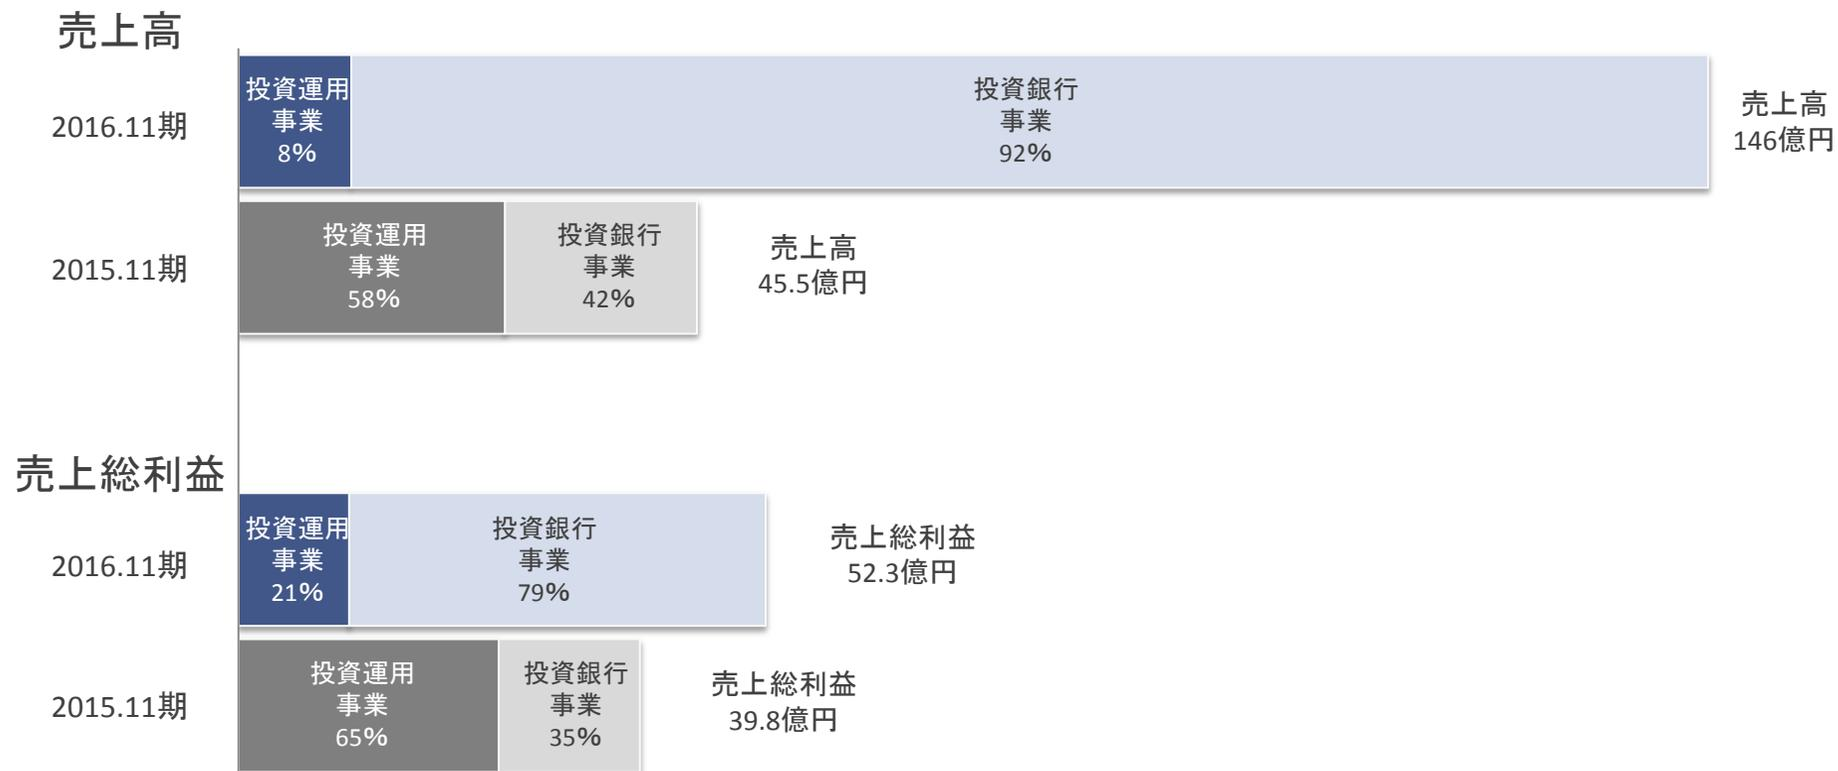 売上高
2016.11期
投資運用
事業
8%
投資銀行
事業
92%
売上高
146億円
2015.11期
投資運用
事業
58%
投資銀行
事業
42%
売上高
45.5億円
売上総利益
2016.11期
投資運用
事業
21%
投資銀行
事業
79%
売上総利益
52.3億円
2015.11期
投資運用
事業
65%
投資銀行
事業
35%
売上総利益
39.8億円